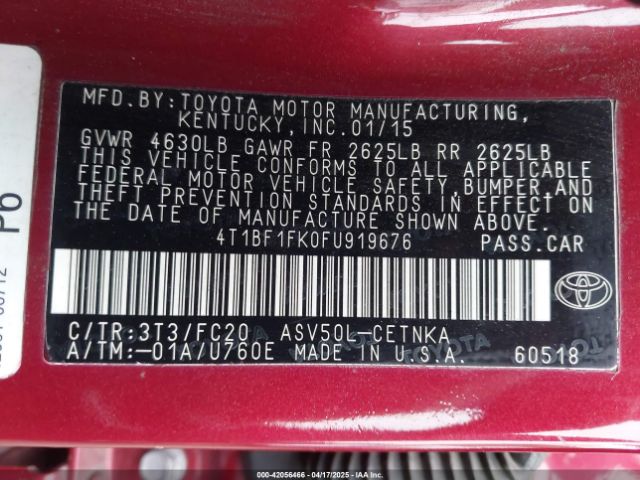 MFD.BY:TOYOTA MOTOR MANUFACTURING,
KENTUCKY,INC.01/15
GVWR 4630LB GAWR FR 2625LB RR 2625LB
THIS VEHICLE CONFORMS TO ALL APPLICABLE
FEDERAL MOTOR VEHICLE SAFETY,BUMPER,AND
THEFT PREVENTION STANDARDS IN EFFECT ON
THE DATE OF MANUFACTURE SHOWN ABOVE.
4T1BF1FK0FU919676 PASS.CAR
C/TR:3T3/FC20 ASV50L-CETNKA
A/TM:-01A/U760E MADE IN U.S.A. 60518
TOYOTA
P6
000-42056466 - 04/17/2025 - IAA Inc.